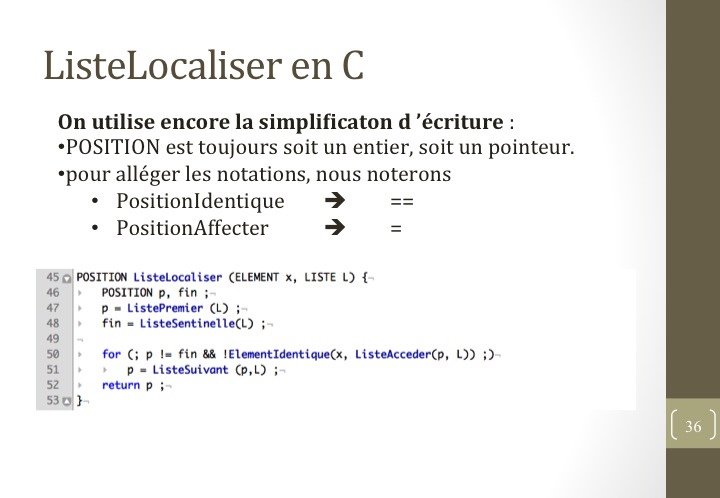 ListeLocaliser en C
On utilise encore la simplificaton d ’écriture :
•POSITION est toujours soit un entier, soit un pointeur.
•pour alléger les notations, nous noterons
• PositionIdentique ➔ ==
• PositionAffecter ➔ =
45 POSITION ListeLocaliser (ELEMENT x, LISTE L) {¬
46 POSITION p, fin ;¬
47 p = ListePremier (L) ;¬
48 fin = ListeSentinelle(L) ;¬
49 ¬
50 for (; p != fin && !ElementIdentique(x, ListeAcceder(p, L)) ;)¬
51 p = ListeSuivant (p,L) ;¬
52 return p ;¬
53 }¬
36